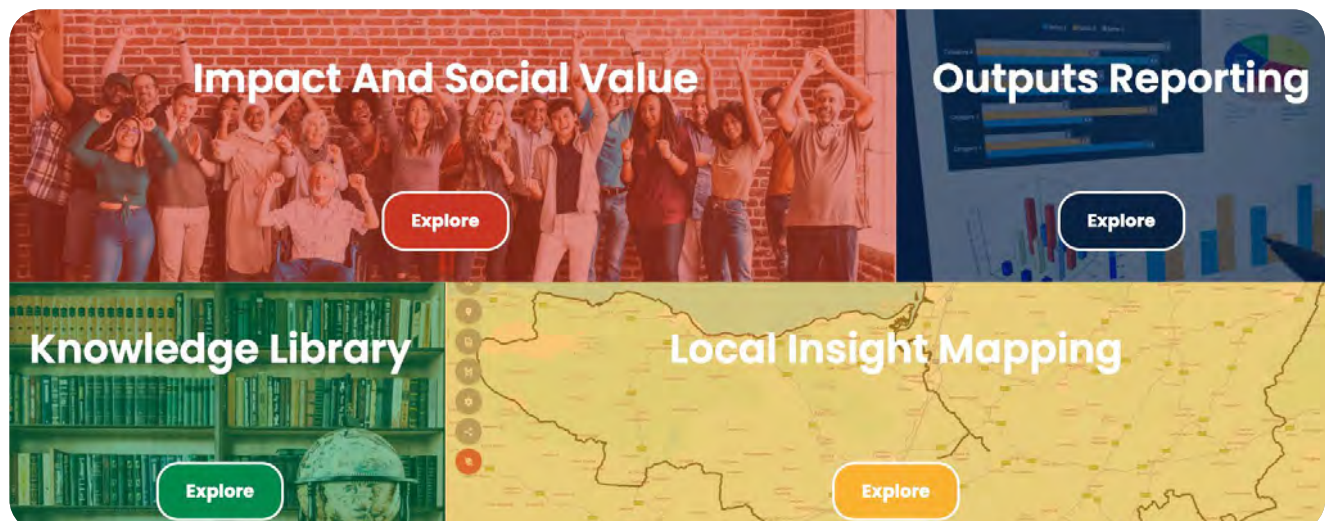 Impact And Social Value
Explore
Outputs Reporting
Explore
Knowledge Library
Explore
Local Insight Mapping
Explore